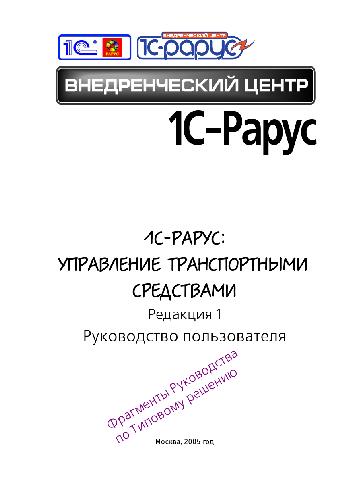 1С РАРУС 1С-рарус
ВНЕДРЕНЧЕСКИЙ ЦЕНТР
1С-Рарус
1С-РАРУС:
УПРАВЛЕНИЕ ТРАНСПОРТНЫМИ
СРЕДСТВАМИ
Редакция 1
Руководство пользователя
Фрагменты Руководства
по Типовому решению
Москва, 2005 год